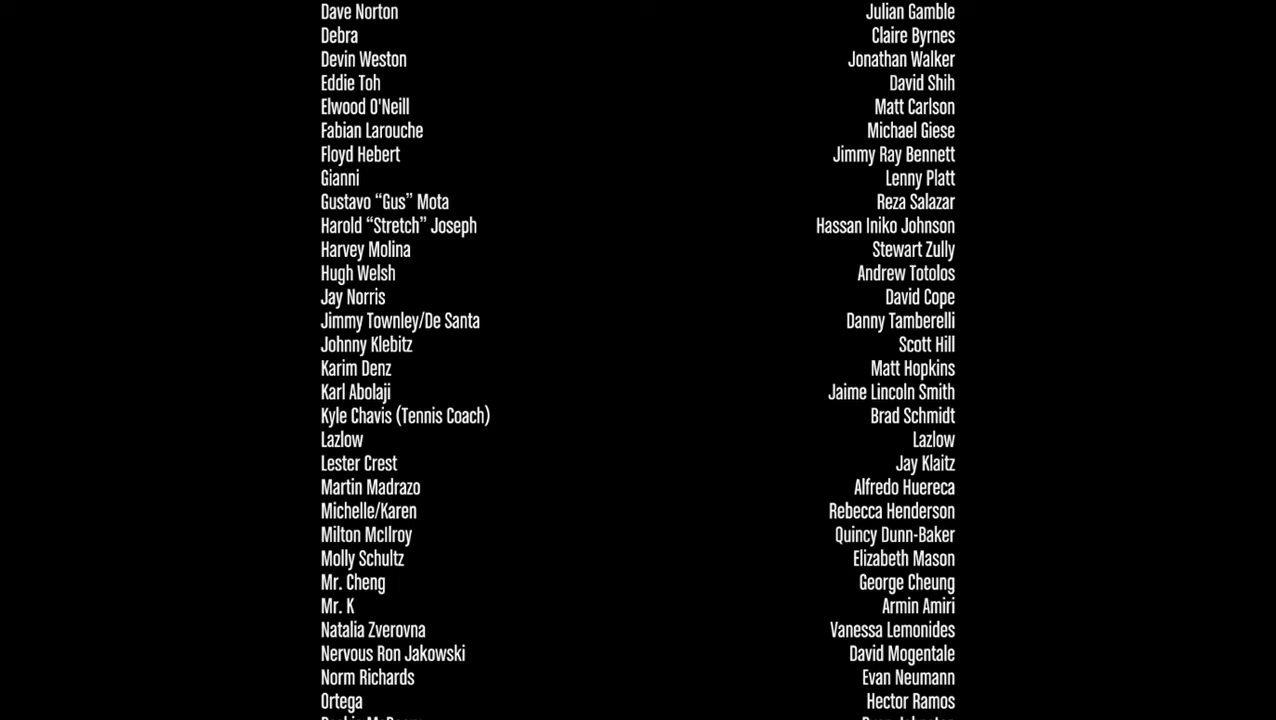 Dave Norton Julian Gamble
Debra Claire Byrnes
Devin Weston Jonathan Walker
Eddie Toh David Shih
Elwood O'Neill Matt Carlson
Fabian Larouche Michael Giese
Floyd Hebert Jimmy Ray Bennett
Gianni Lenny Platt
Gustavo “Gus” Mota Reza Salazar
Harold “Stretch” Joseph Hassan Iniko Johnson
Harvey Molina Stewart Zully
Hugh Welsh Andrew Totolos
Jay Norris David Cope
Jimmy Townley/De Santa Danny Tamberelli
Johnny Klebitz Scott Hill
Karim Denz Matt Hopkins
Karl Abolaji Jaime Lincoln Smith
Kyle Chavis (Tennis Coach) Brad Schmidt
Lazlow Lazlow
Lester Crest Jay Klaitz
Martin Madrazo Alfredo Huereca
Michelle/Karen Rebecca Henderson
Milton McIlroy Quincy Dunn-Baker
Molly Schultz Elizabeth Mason
Mr. Cheng George Cheung
Mr. K Armin Amiri
Natalia Zverovna Vanessa Lemonides
Nervous Ron Jakowski David Mogentale
Norm Richards Evan Neumann
Ortega Hector Ramos